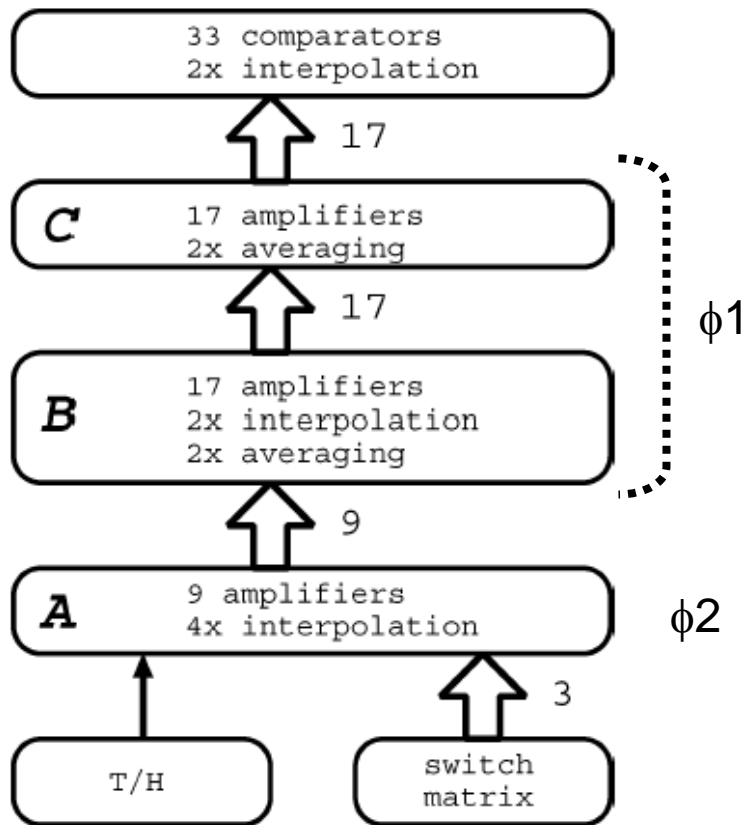 33 comparators
2x interpolation
17
C
17 amplifiers
2x averaging
17
ϕ1
B
17 amplifiers
2x interpolation
2x averaging
9
A
9 amplifiers
4x interpolation
ϕ2
3
T/H
switch
matrix